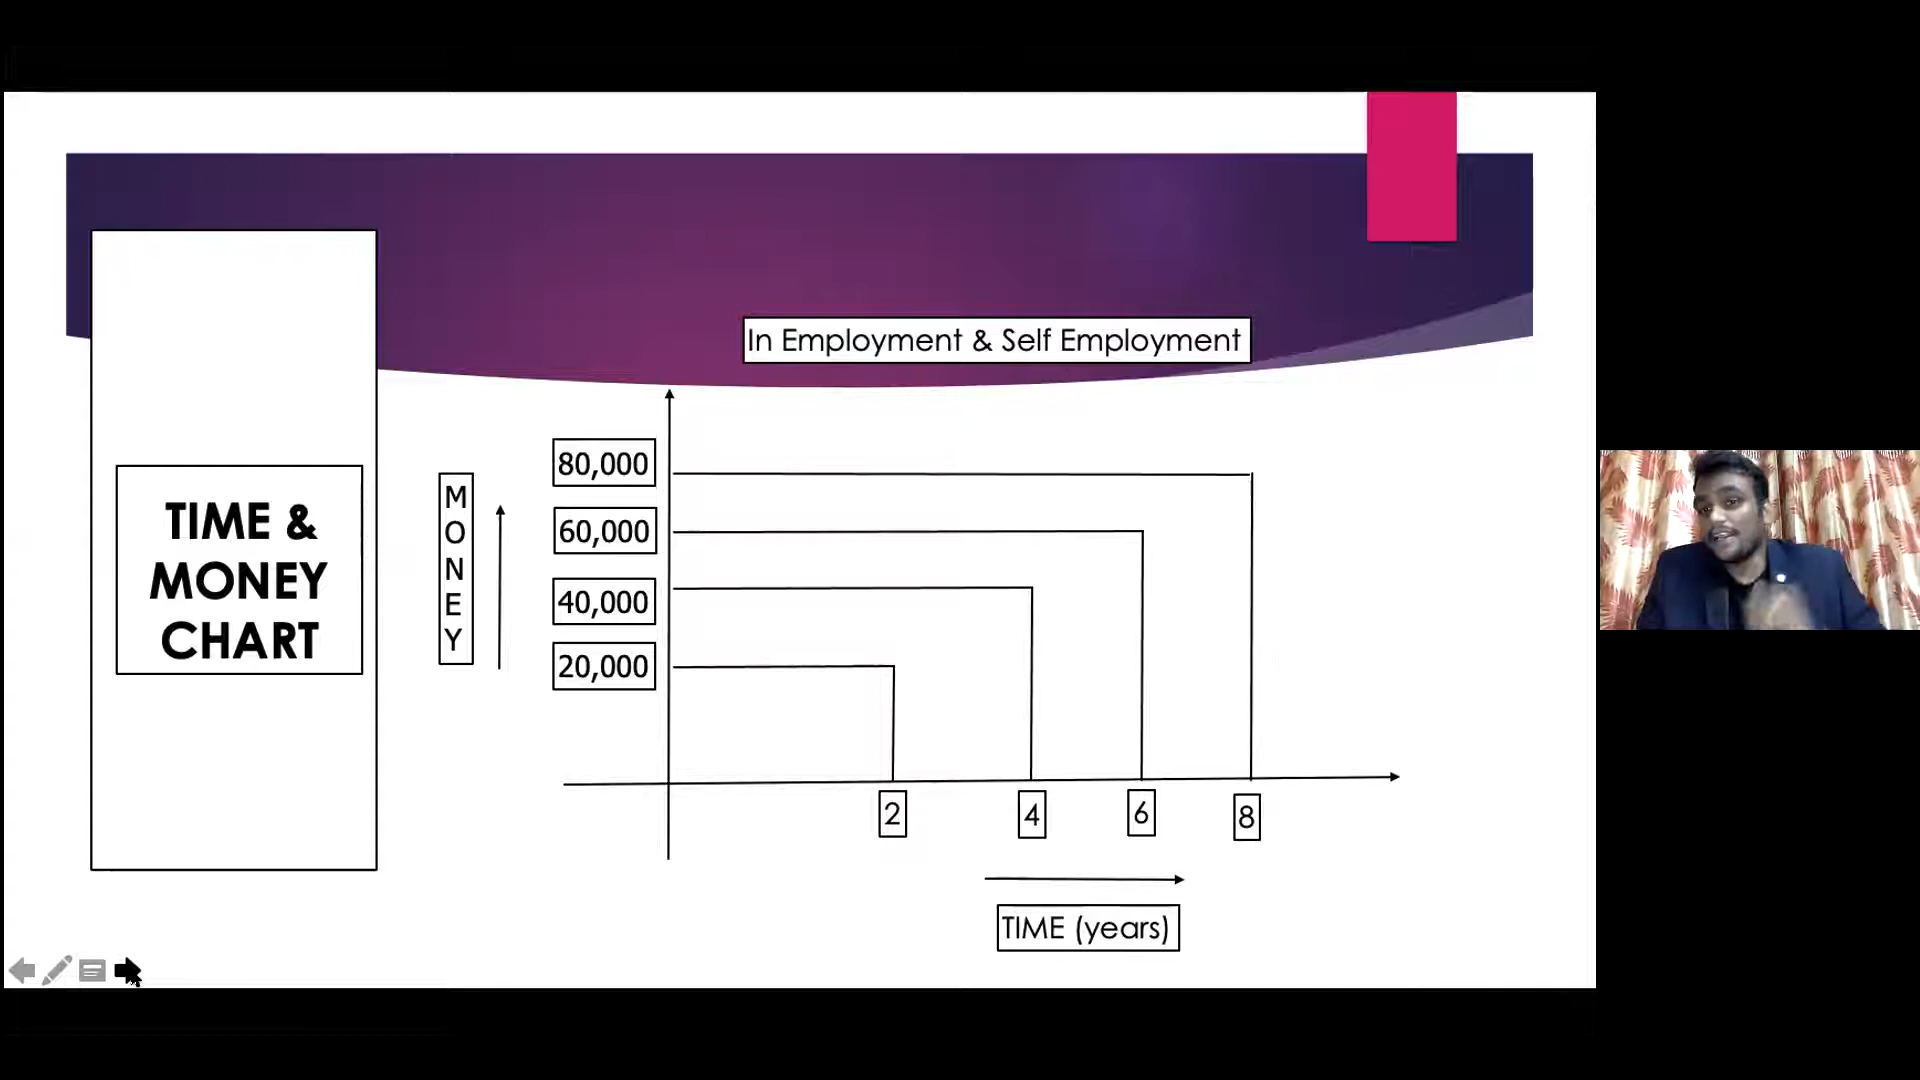 In Employment & Self Employment
TIME &
MONEY
CHART
M
O
N
E
Y
80,000
60,000
40,000
20,000
2
4
6
8
TIME (years)